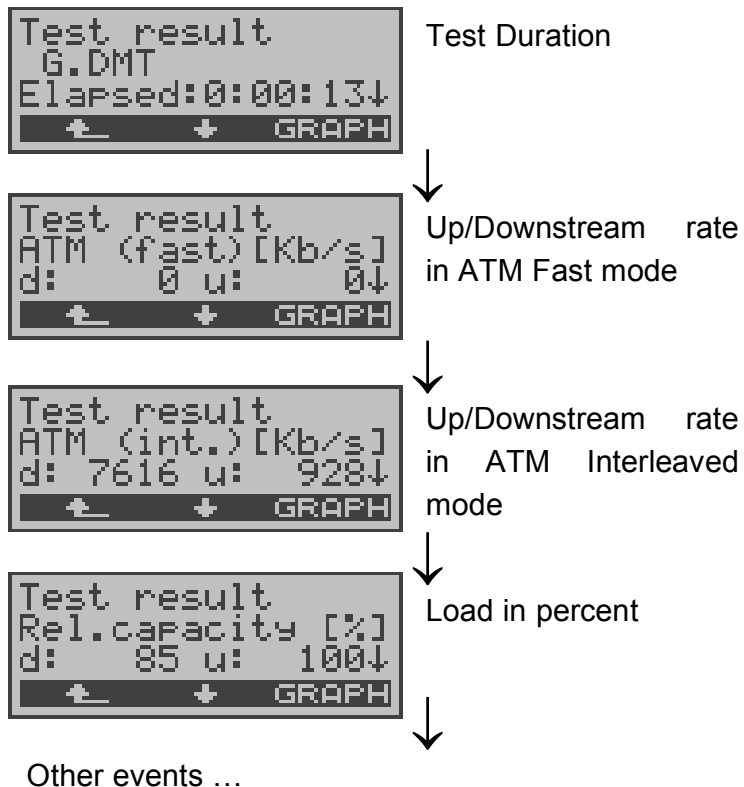 Test result
G.DMT
Elapsed:0:00:13↓
GRAPH
Test Duration
Test result
ATM (fast)[Kb/s]
d: 0 u: 0↓
GRAPH
Up/Downstream rate
in ATM Fast mode
Test result
ATM (int.)[Kb/s]
d: 7616 u: 928↓
GRAPH
Up/Downstream rate
in ATM Interleaved
mode
Test result
Rel.capacity [%]
d: 85 u: 100↓
GRAPH
Load in percent
Other events …